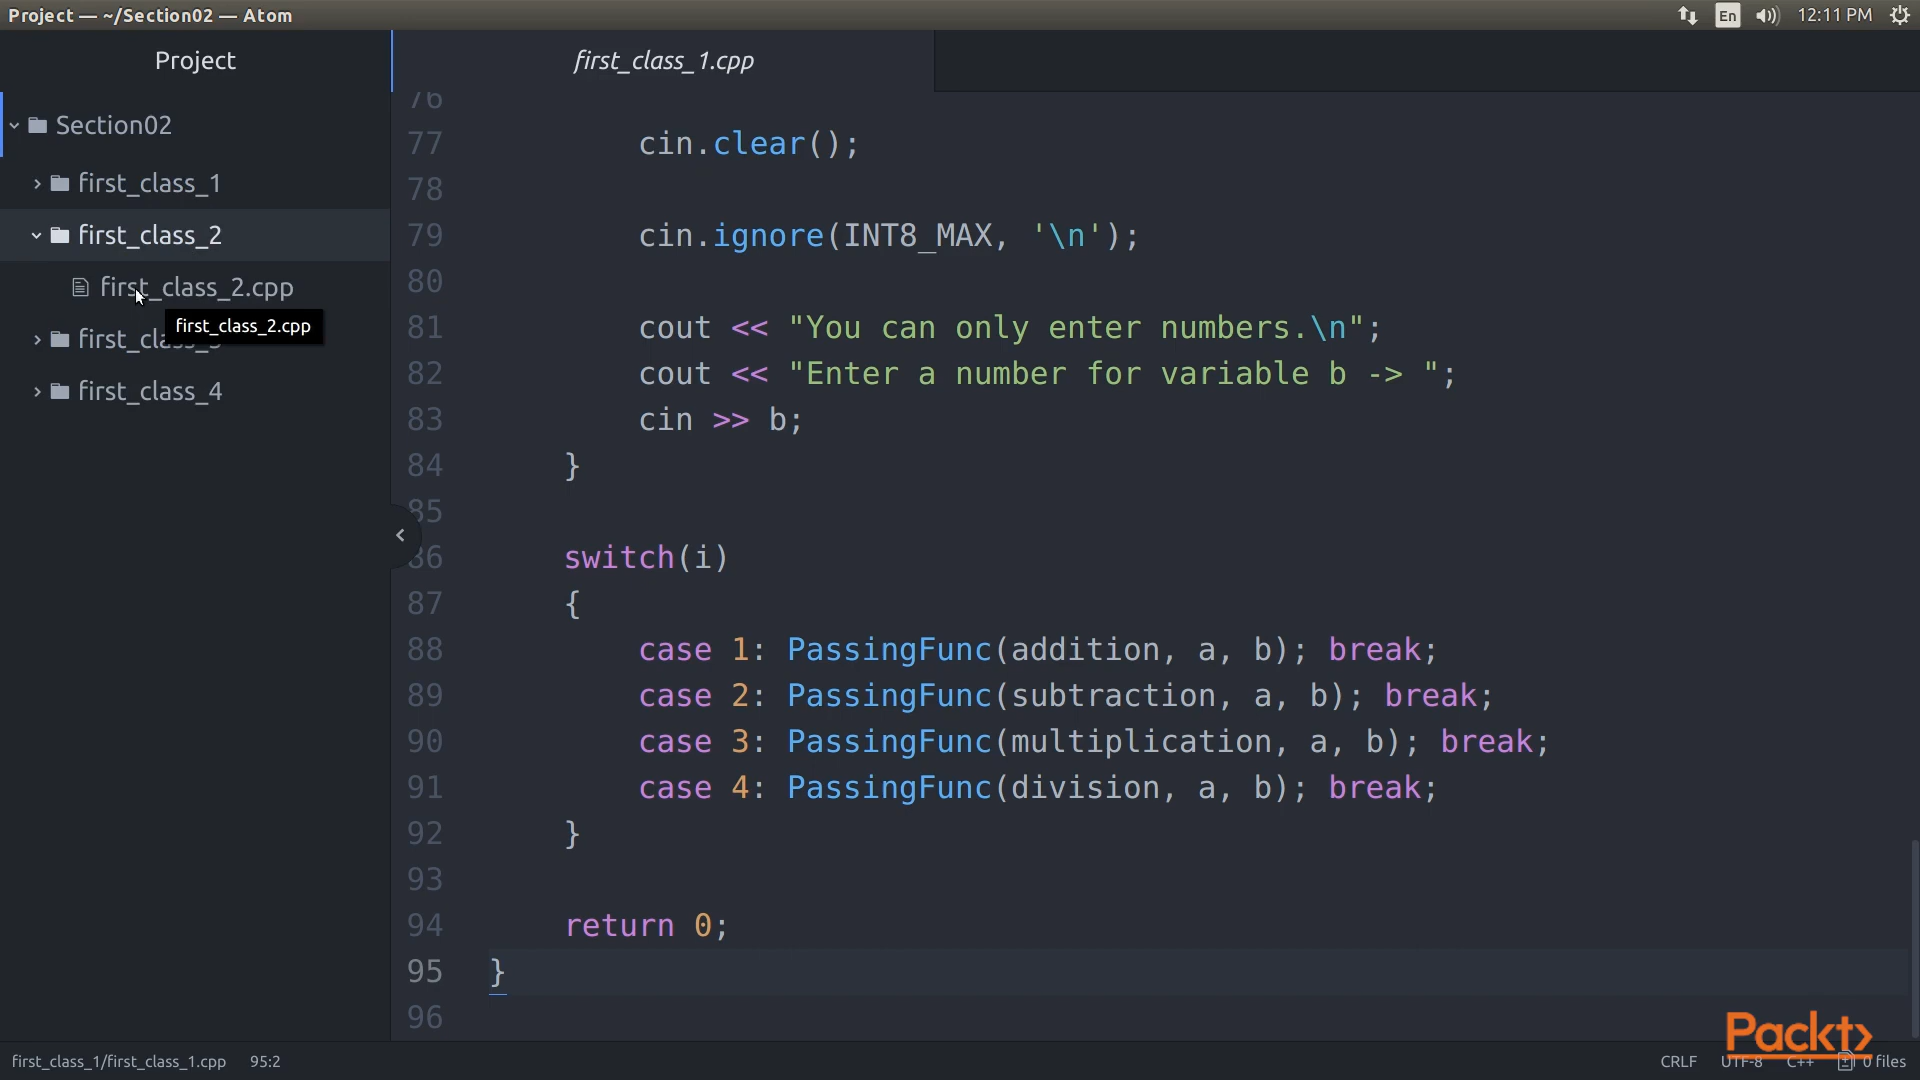 Project — ~/Section02 — Atom
En
12:11 PM
Project
first_class_1.cpp
Section02
first_class_1
first_class_2
first_class_2.cpp
first_class_2.cpp
first_class_4
76
77 cin.clear();
78
79 cin.ignore(INT8_MAX, '\n');
80
81 cout << "You can only enter numbers.\n";
82 cout << "Enter a number for variable b -> ";
83 cin >> b;
84 }
85
86 switch(i)
87 {
88 case 1: PassingFunc(addition, a, b); break;
89 case 2: PassingFunc(subtraction, a, b); break;
90 case 3: PassingFunc(multiplication, a, b); break;
91 case 4: PassingFunc(division, a, b); break;
92 }
93
94 return 0;
95 }
96
Packt>
first_class_1/first_class_1.cpp 95:2
CRLF UTF-8 C++ 0 files